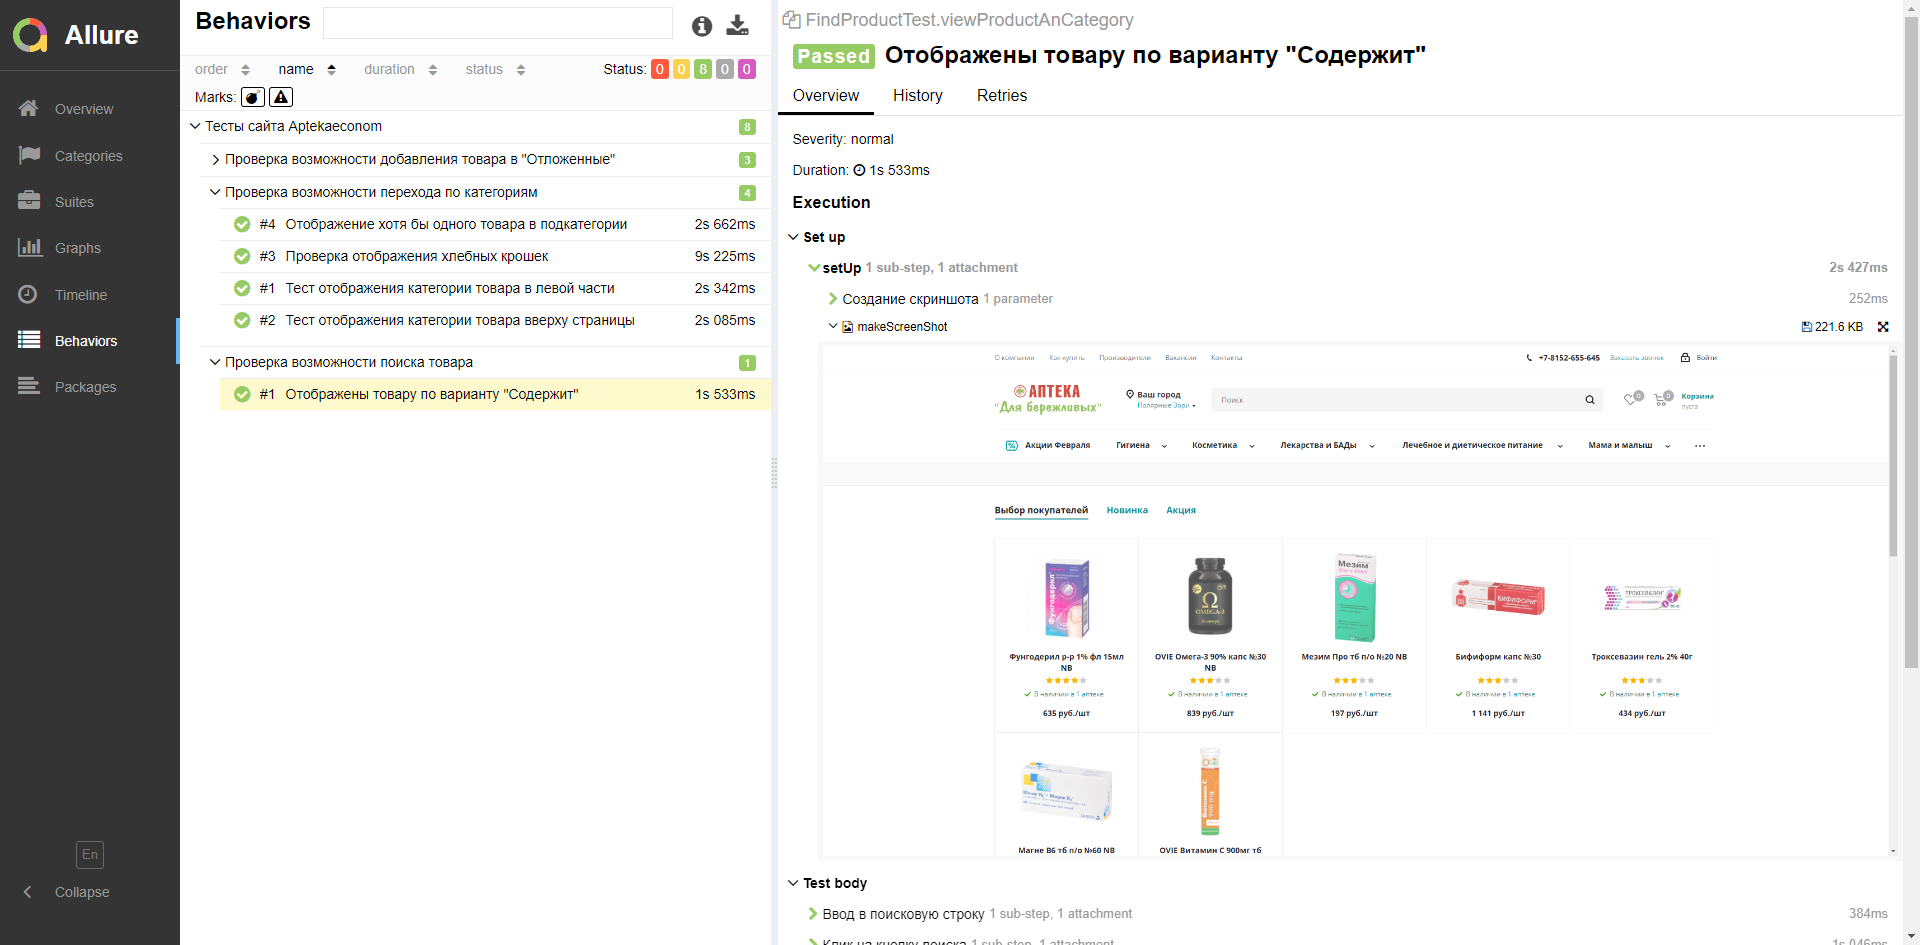 Allure
Overview
Categories
Suites
Graphs
Timeline
Behaviors
Packages
En
Collapse
Behaviors
order name duration status Status: 0 0 8 0 0
Marks:
Тесты сайта Aptekaeconom 8
Проверка возможности добавления товара в "Отложенные" 3
Проверка возможности перехода по категориям 4
#4 Отображение хотя бы одного товара в подкатегории 2s 662ms
#3 Проверка отображения хлебных крошек 9s 225ms
#1 Тест отображения категории товара в левой части 2s 342ms
#2 Тест отображения категории товара вверху страницы 2s 085ms
Проверка возможности поиска товара 1
#1 Отображены товару по варианту "Содержит" 1s 533ms
FindProductTest.viewProductAnCategory
Passed Отображены товару по варианту "Содержит"
Overview History Retries
Severity: normal
Duration: 1s 533ms
Execution
Set up
setUp 1 sub-step, 1 attachment 2s 427ms
Создание скриншота 1 parameter 252ms
makeScreenShot 221.6 KB
О компании Как купить Производители Вакансии Контакты +7-8152-655-645 Заказать звонок Войти
АПТЕКА
"Для бережливых"
Ваш город
Полярные Зори
Поиск
0 0 Корзина
пуста
% Акции Февраля Гигиена Косметика Лекарства и БАДы Лечебное и диетическое питание Мама и малыш ...
Выбор покупателей Новинка Акция
Фунгодерил
Ω
OMEGA-3
Мезим
БИФИФОРМ
ТРОКСЕВАЗИН
Фунгодерил р-р 1% фл 15мл NB
OVIE Омега-3 90% капс №30 NB
Мезим Про тб п/о №20 NB
Бифиформ капс №30
Троксевазин гель 2% 40г
В наличии в 1 аптеке В наличии в 1 аптеке В наличии в 1 аптеке В наличии в 1 аптеке В наличии в 1 аптеке
635 руб./шт 839 руб./шт 197 руб./шт 1 141 руб./шт 434 руб./шт
Витамин С
900 mg
Магне В6 тб п/о №60 NB OVIE Витамин С 900мг тб
Test body
Ввод в поисковую строку 1 sub-step, 1 attachment 384ms
Клик на кнопку поиска 1 sub-step, 1 attachment 1s 046ms